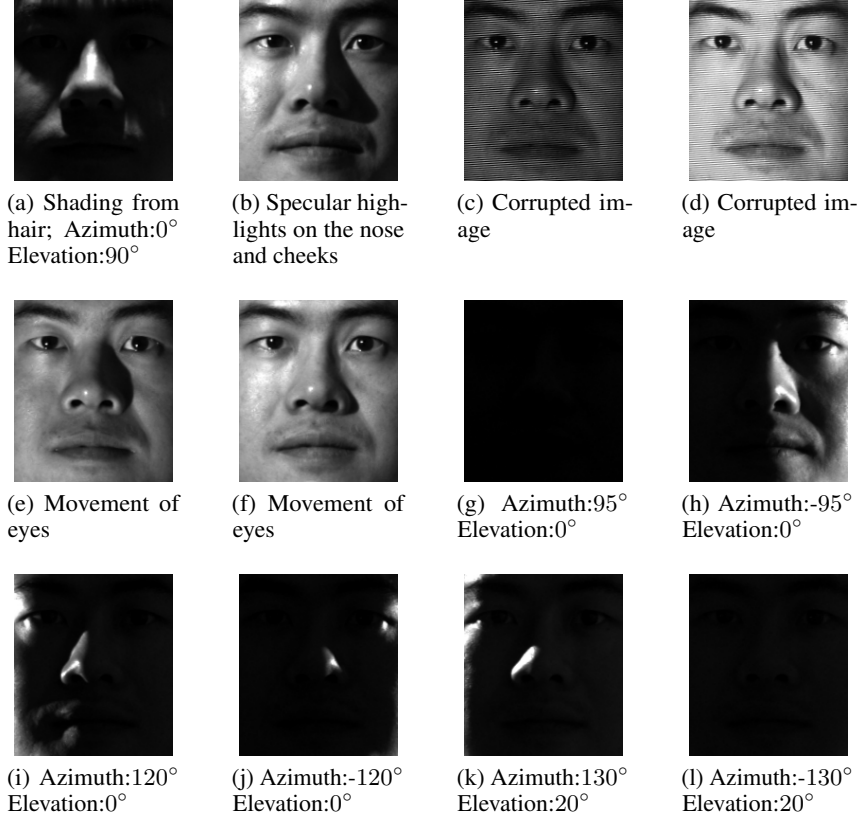 (a) Shading from
hair; Azimuth:0°
Elevation:90°
(b) Specular high-
lights on the nose
and cheeks
(c) Corrupted im-
age
(d) Corrupted im-
age
(e) Movement of
eyes
(f) Movement of
eyes
(g) Azimuth:95°
Elevation:0°
(h) Azimuth:-95°
Elevation:0°
(i) Azimuth:120°
Elevation:0°
(j) Azimuth:-120°
Elevation:0°
(k) Azimuth:130°
Elevation:20°
(l) Azimuth:-130°
Elevation:20°